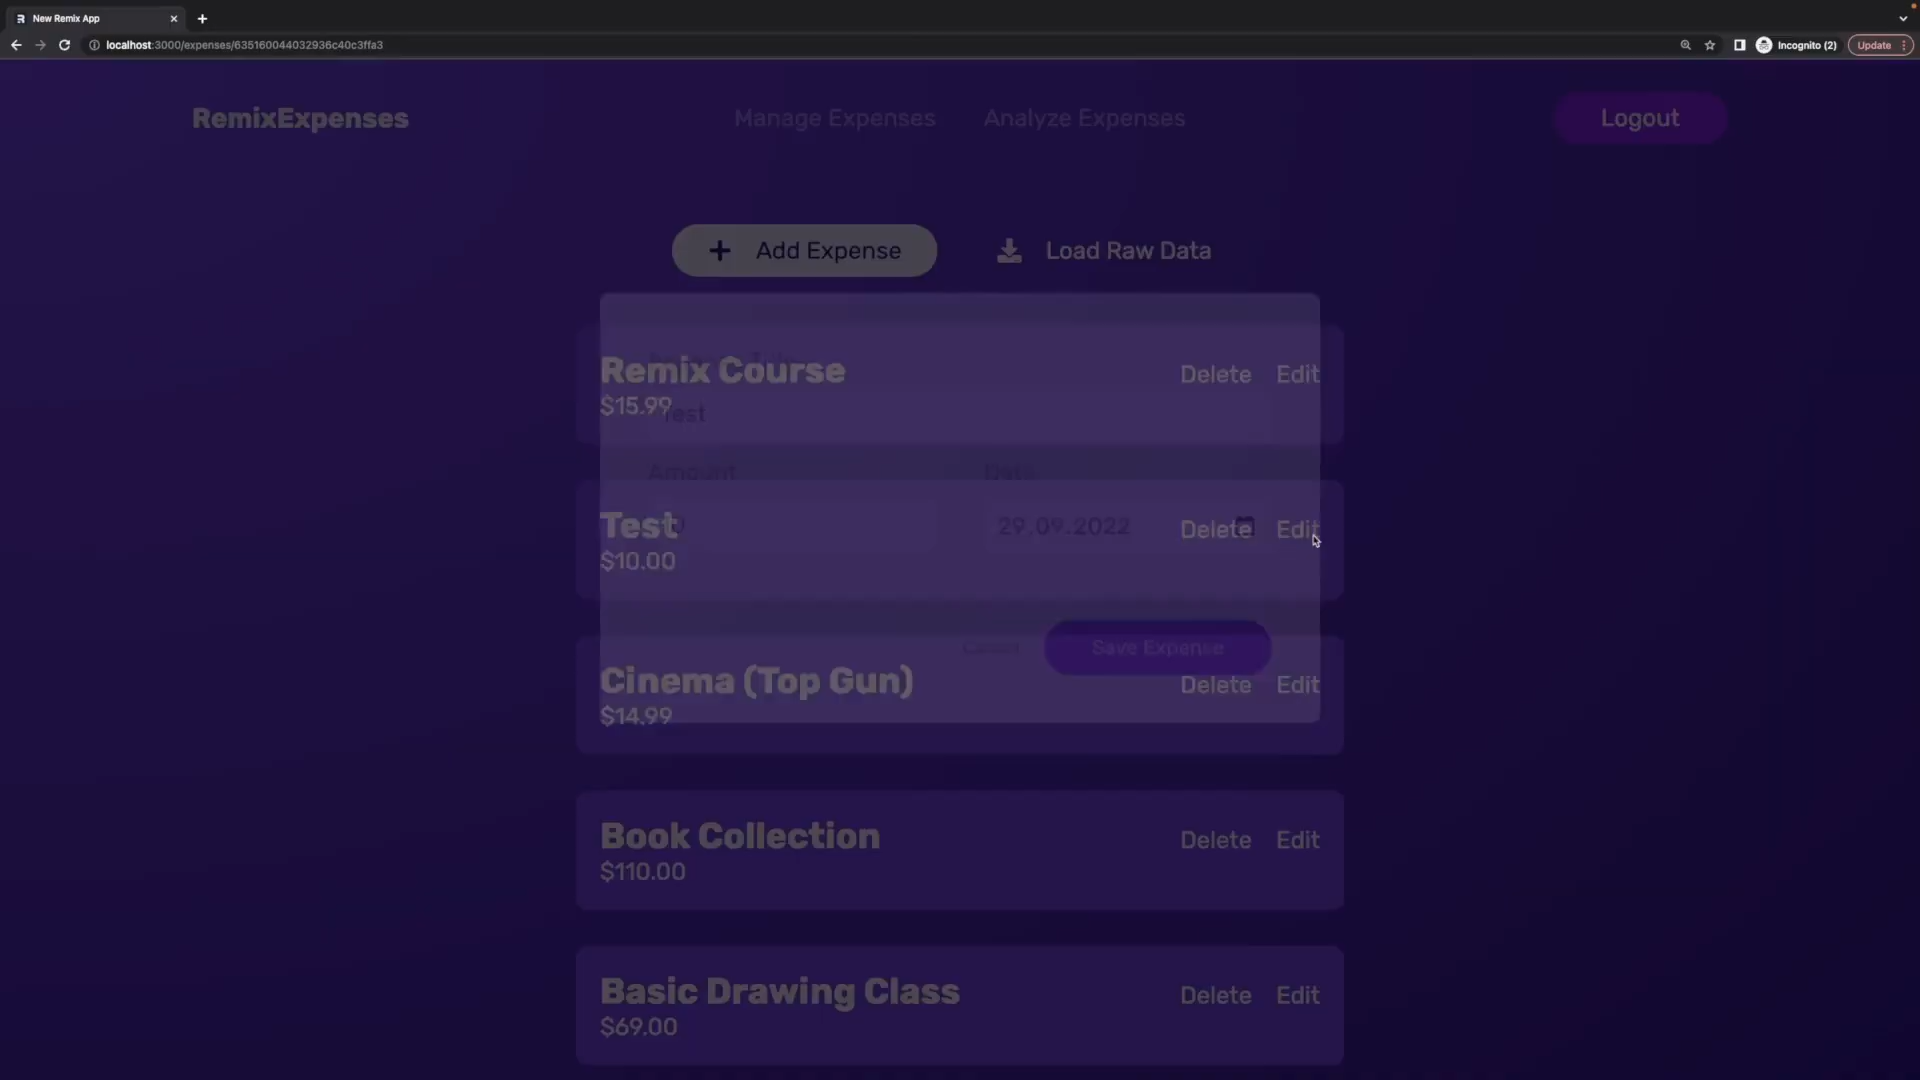 New Remix App
localhost:3000/expenses/635160044032936c40c3ffa3
Incognito (2)
Update
RemixExpenses
Manage Expenses
Analyze Expenses
Logout
Add Expense
Load Raw Data
Remix Course
Delete
Edit
$15.99
Test
Amount
Date
Test
29.09.2022
Delete
Edit
$10.00
Cancel
Save Expense
Cinema (Top Gun)
Delete
Edit
$14.99
Book Collection
Delete
Edit
$110.00
Basic Drawing Class
Delete
Edit
$69.00